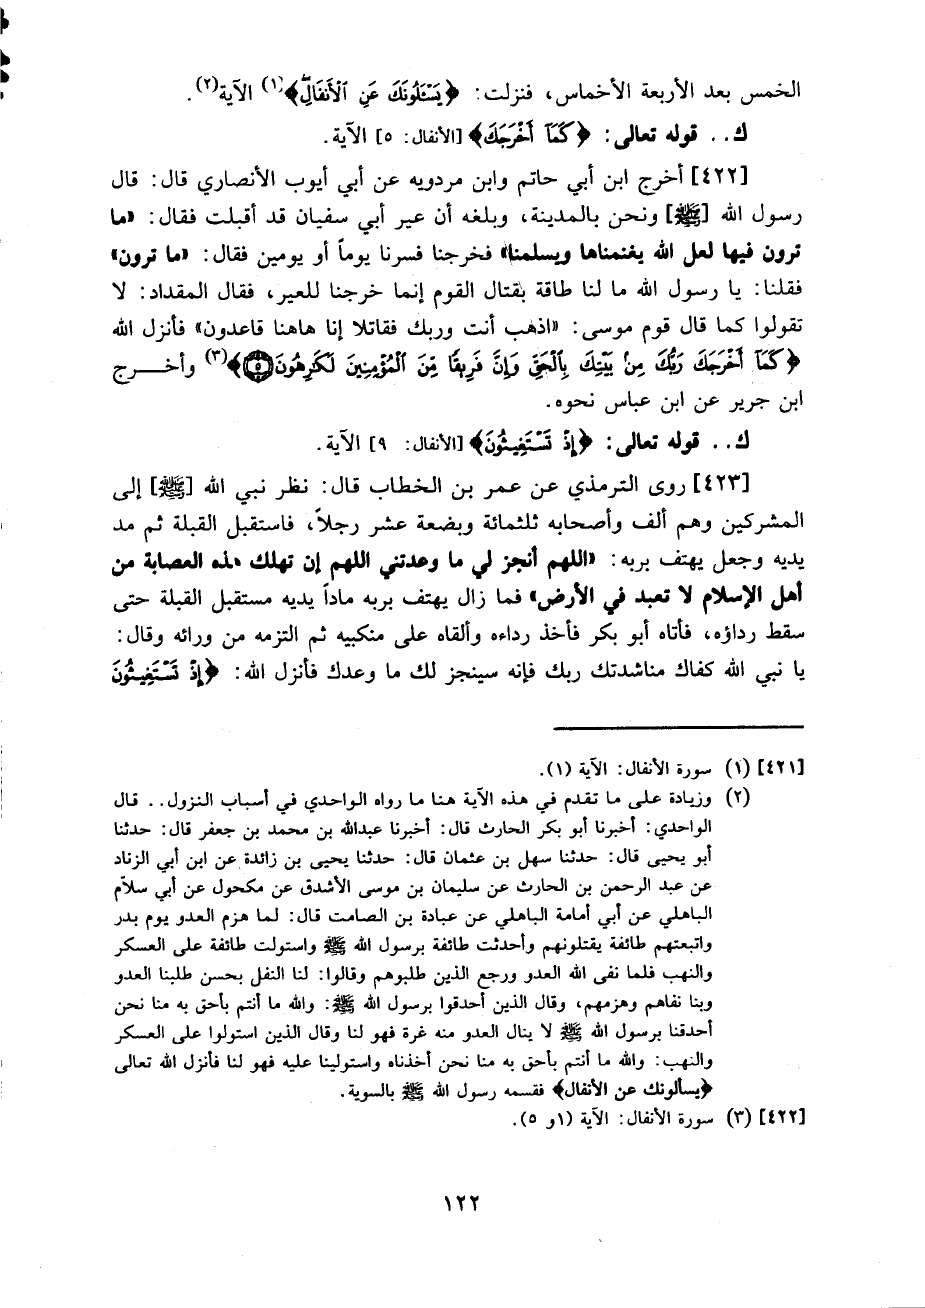 الخمس بعد الأربعة الأخماس، فنزلت: ﴿يَسْـَٔلُونَكَ عَنِ ٱلْأَنفَالِۖ﴾(١) الآية(٢).
ك.. قوله تعالى: ﴿كَمَآ أَخْرَجَكَ﴾ [الأنفال: ٥] الآية.
[٤٢٢] أخرج ابن أبي حاتم وابن مردويه عن أبي أيوب الأنصاري قال: قال
رسول الله [ﷺ] ونحن بالمدينة، وبلغه أن عير أبي سفيان قد أقبلت فقال: «ما
ترون فيها لعل الله يغنمناها ويسلمنا» فخرجنا فسرنا يوماً أو يومين فقال: «ما ترون»
فقلنا: يا رسول الله ما لنا طاقة بقتال القوم إنما خرجنا للعير، فقال المقداد: لا
تقولوا كما قال قوم موسى: «اذهب أنت وربك فقاتلا إنا هاهنا قاعدون» فأنزل الله
﴿كَمَآ أَخْرَجَكَ رَبُّكَ مِنۢ بَيْتِكَ بِٱلْحَقِّ وَإِنَّ فَرِيقًا مِّنَ ٱلْمُؤْمِنِينَ لَكَٰرِهُونَ ۝٥﴾(٣) وأخـــرج
ابن جرير عن ابن عباس نحوه.
ك.. قوله تعالى: ﴿إِذْ تَسْتَغِيثُونَ﴾ [الأنفال: ٩] الآية.
[٤٢٣] روى الترمذي عن عمر بن الخطاب قال: نظر نبي الله [ﷺ] إلى
المشركين وهم ألف وأصحابه ثلثمائة وبضعة عشر رجلاً، فاستقبل القبلة ثم مد
يديه وجعل يهتف بربه: «اللهم أنجز لي ما وعدتني اللهم إن تهلك هذه العصابة من
أهل الإسلام لا تعبد في الأرض» فما زال يهتف بربه ماداً يديه مستقبل القبلة حتى
سقط رداؤه، فأتاه أبو بكر فأخذ رداءه وألقاه على منكبيه ثم التزمه من ورائه وقال:
يا نبي الله كفاك مناشدتك ربك فإنه سينجز لك ما وعدك فأنزل الله: ﴿إِذْ تَسْتَغِيثُونَ
[٤٢١] (١) سورة الأنفال: الآية (١).
(٢) وزيادة على ما تقدم في هذه الآية هنا ما رواه الواحدي في أسباب النزول.. قال
الواحدي: أخبرنا أبو بكر الحارث قال: أخبرنا عبدالله بن محمد بن جعفر قال: حدثنا
أبو يحيى قال: حدثنا سهل بن عثمان قال: حدثنا يحيى بن زائدة عن ابن أبي الزناد
عن عبد الرحمن بن الحارث عن سليمان بن موسى الأشدق عن مكحول عن أبي سلام
الباهلي عن أبي أمامة الباهلي عن عبادة بن الصامت قال: لما هزم العدو يوم بدر
واتبعتهم طائفة يقتلونهم وأحدثت طائفة برسول الله ﷺ واستولت طائفة على العسكر
والنهب فلما نفى الله العدو ورجع الذين طلبوهم وقالوا: لنا النفل بحسن طلبنا العدو
وبنا نفاهم وهزمهم، وقال الذين أحدقوا برسول الله ﷺ: والله ما أنتم بأحق به منا نحن
أحدقنا برسول الله ﷺ لا ينال العدو منه غرة فهو لنا وقال الذين استولوا على العسكر
والنهب: والله ما أنتم بأحق به منا نحن أخذناه واستولينا عليه فهو لنا فأنزل الله تعالى
﴿يسألونك عن الأنفال﴾ فقسمه رسول الله ﷺ بالسوية.
[٤٢٢] (٣) سورة الأنفال: الآية (١و ٥).
١٢٢